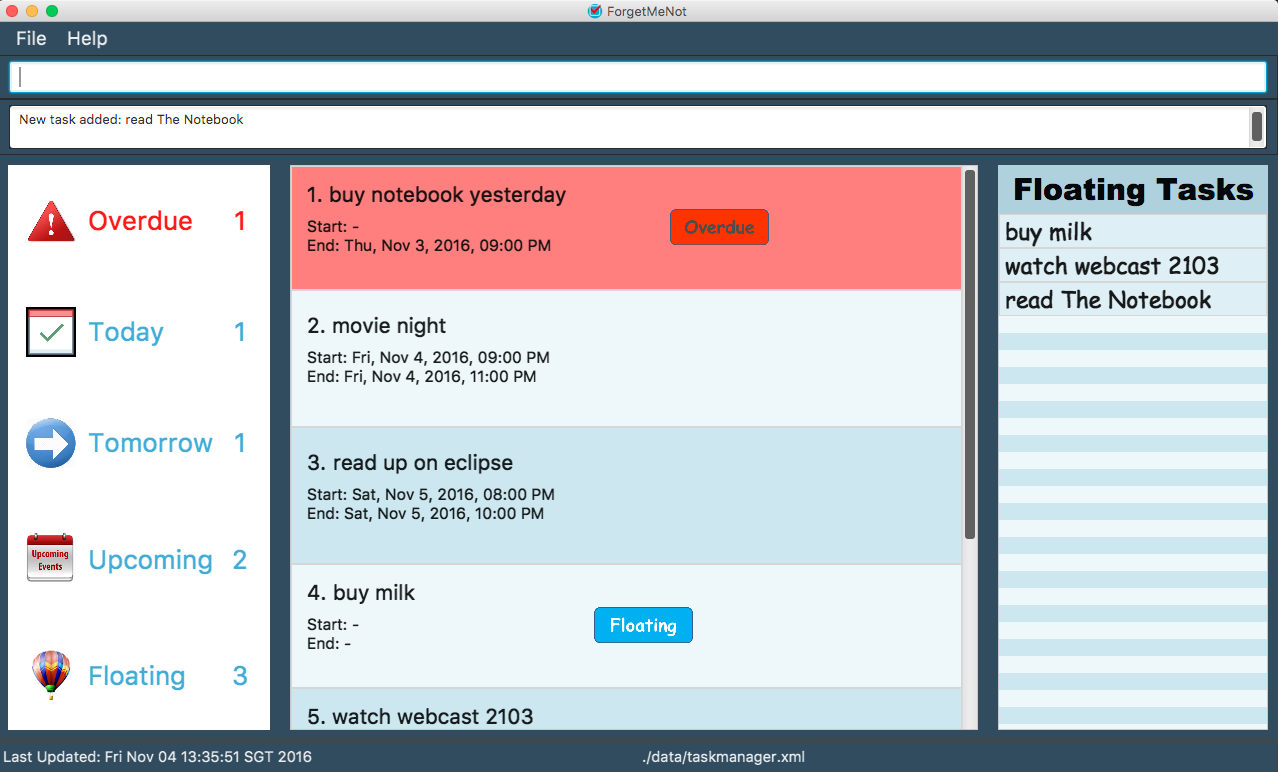 ForgetMeNot
File Help
New task added: read The Notebook
Overdue 1
Today 1
Tomorrow 1
Upcoming Events
Upcoming 2
Floating 3
1. buy notebook yesterday
Start: -
End: Thu, Nov 3, 2016, 09:00 PM
Overdue
2. movie night
Start: Fri, Nov 4, 2016, 09:00 PM
End: Fri, Nov 4, 2016, 11:00 PM
3. read up on eclipse
Start: Sat, Nov 5, 2016, 08:00 PM
End: Sat, Nov 5, 2016, 10:00 PM
4. buy milk
Start: -
End: -
Floating
5. watch webcast 2103
Floating Tasks
buy milk
watch webcast 2103
read The Notebook
Last Updated: Fri Nov 04 13:35:51 SGT 2016
./data/taskmanager.xml